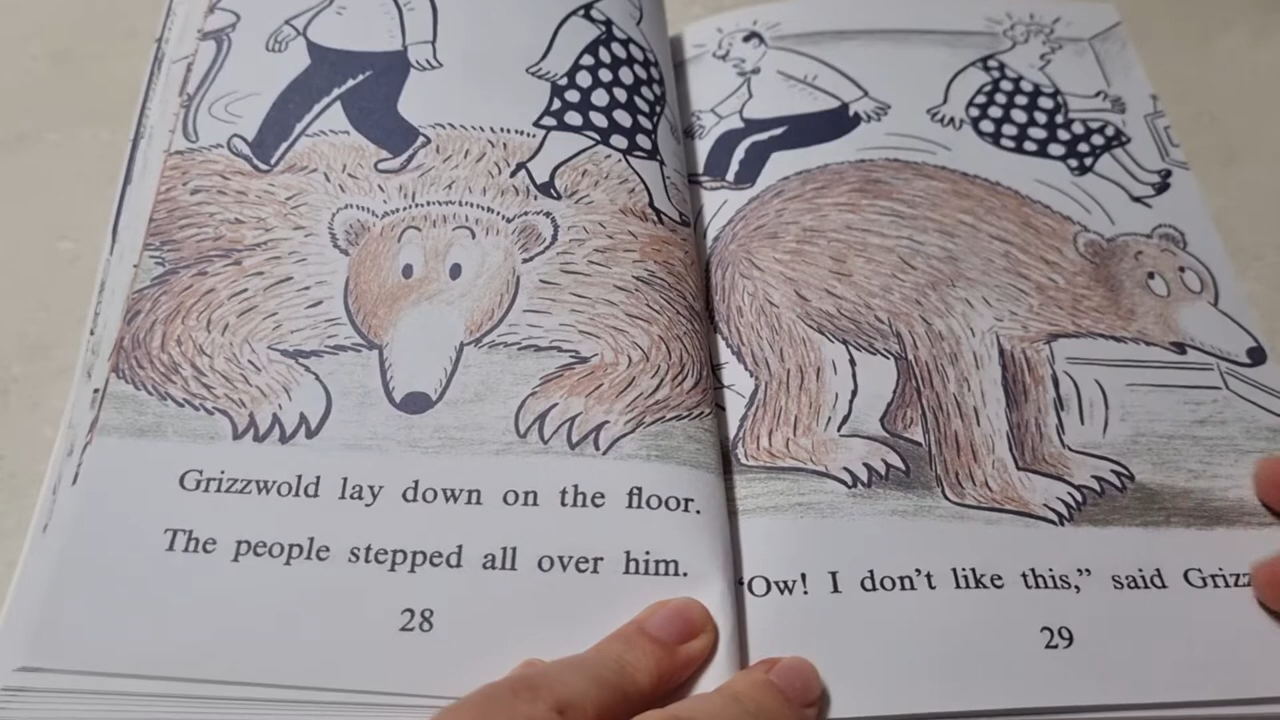 Grizzwold lay down on the floor.
The people stepped all over him.
28
“Ow! I don’t like this,” said
29